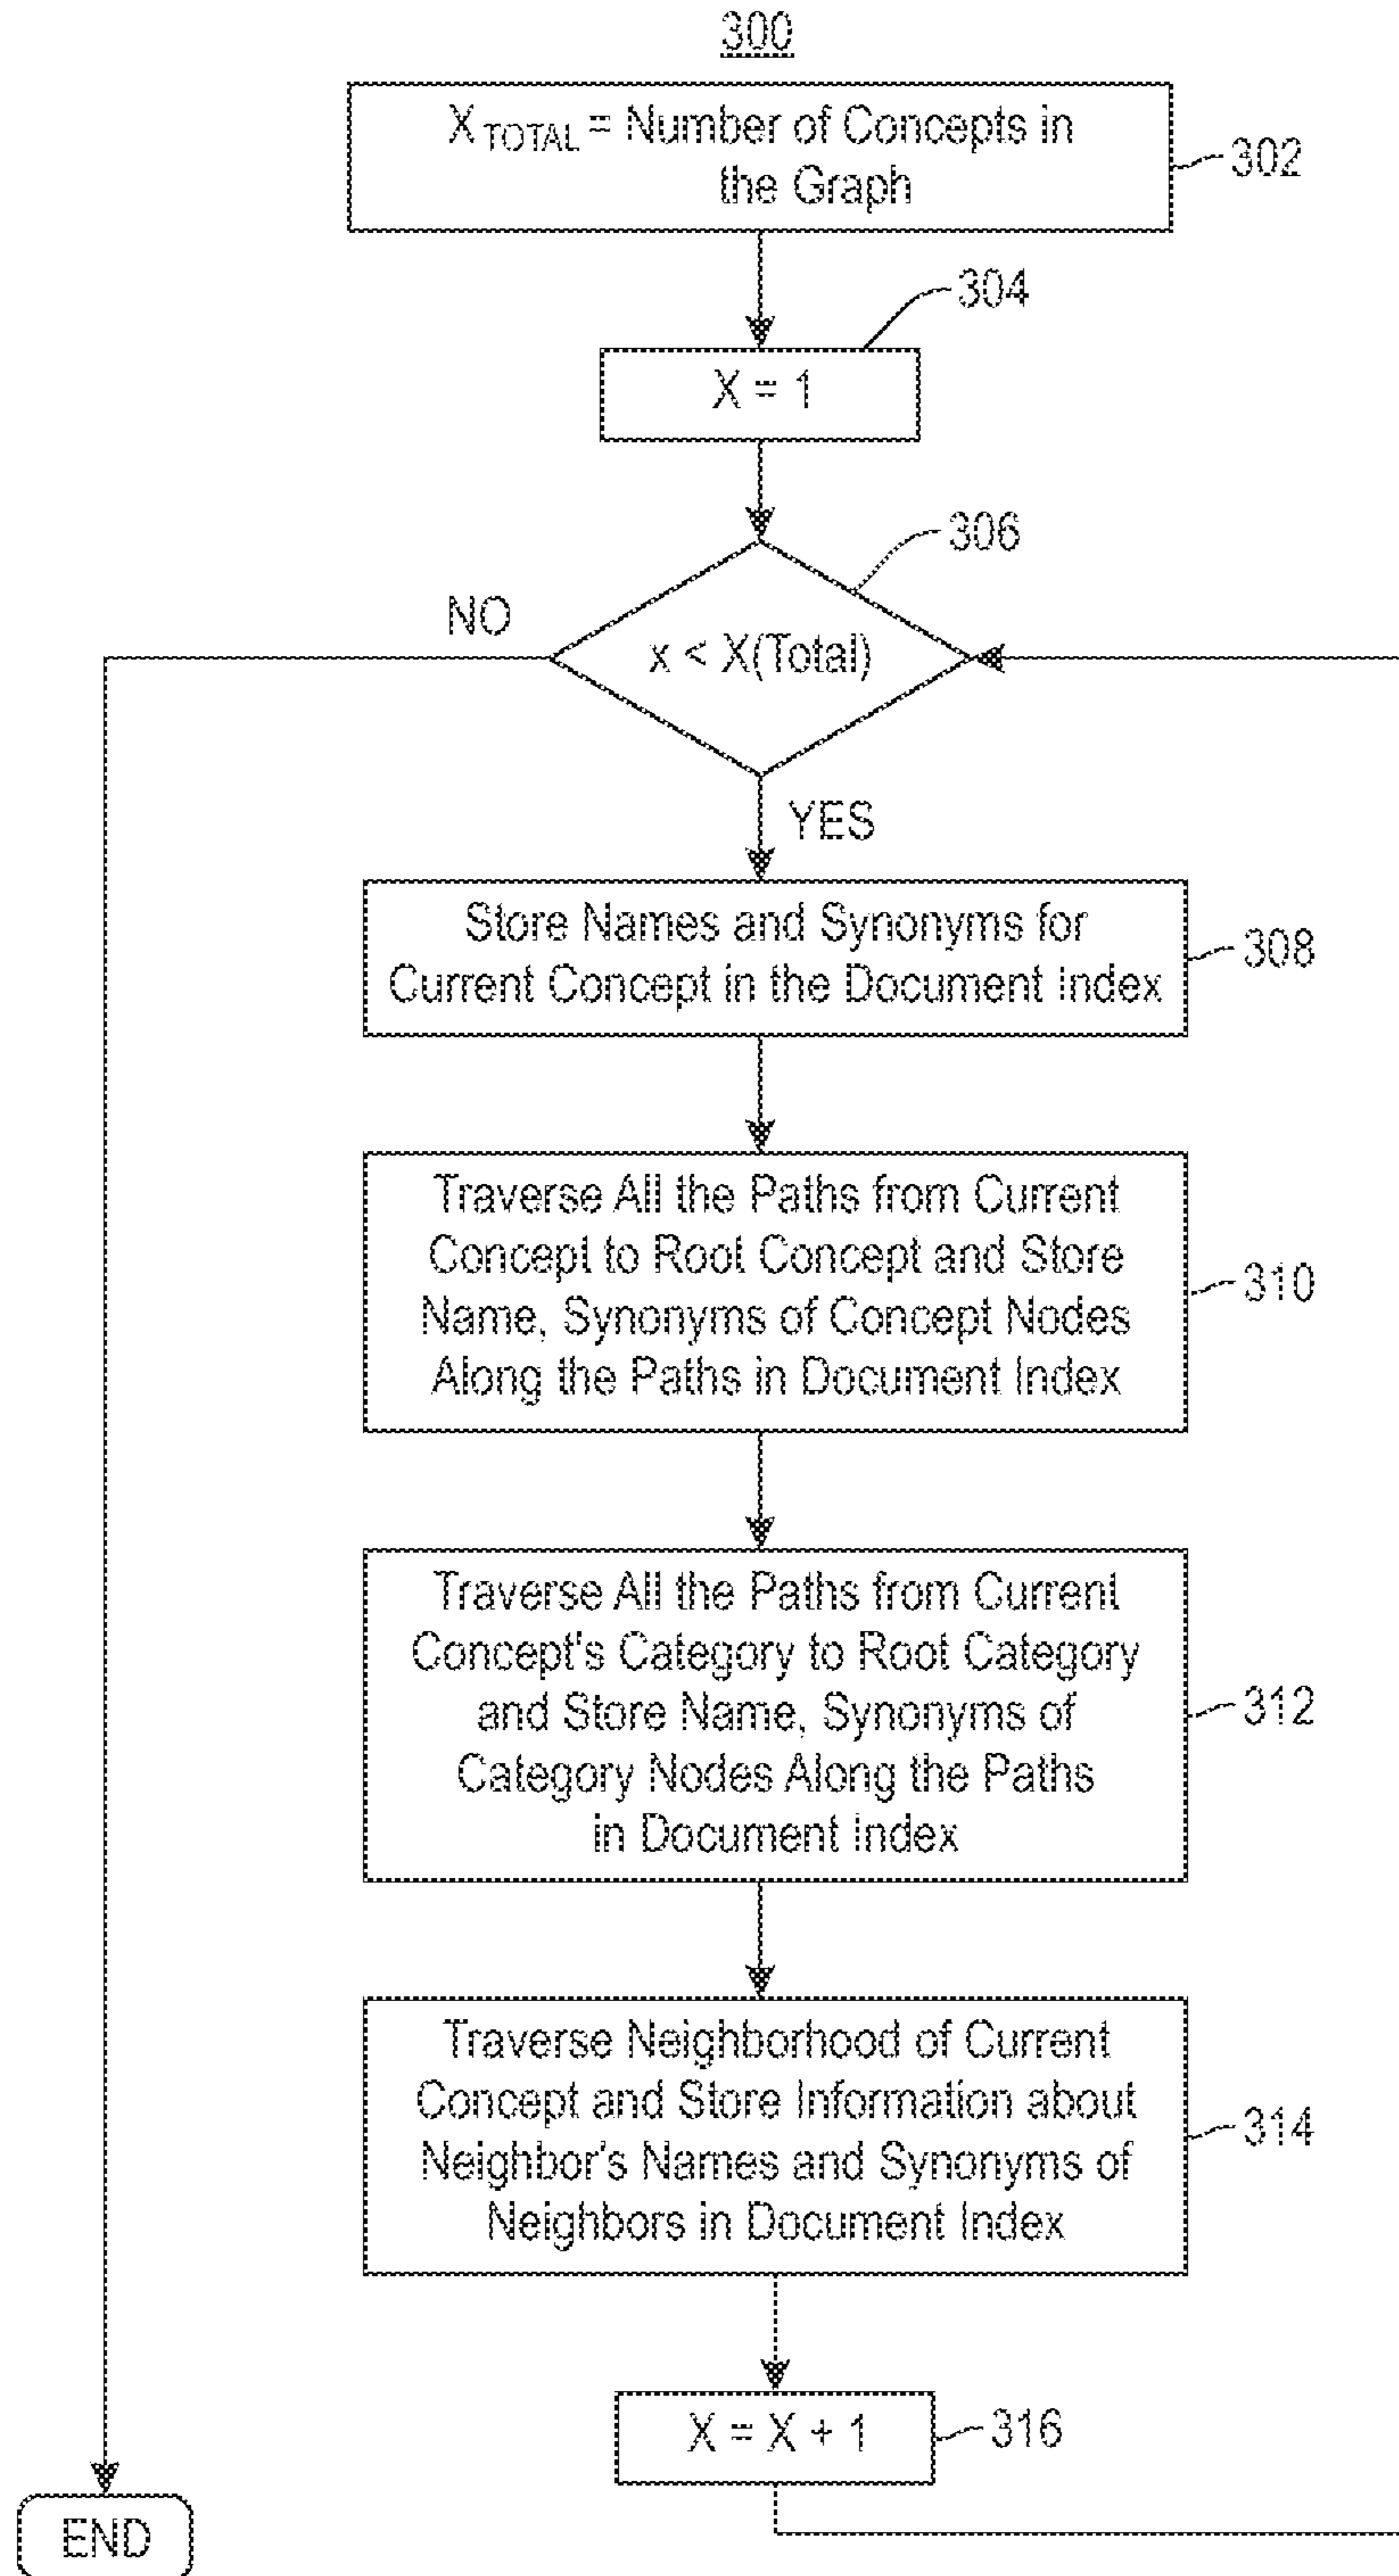 300
X TOTAL = Number of Concepts in
the Graph
302
304
X = 1
306
NO
x < X(Total)
YES
Store Names and Synonyms for
Current Concept in the Document Index
308
Traverse All the Paths from Current
Concept to Root Concept and Store
Name, Synonyms of Concept Nodes
Along the Paths in Document Index
310
Traverse All the Paths from Current
Concept's Category to Root Category
and Store Name, Synonyms of
Category Nodes Along the Paths
in Document Index
312
Traverse Neighborhood of Current
Concept and Store Information about
Neighbor's Names and Synonyms of
Neighbors in Document Index
314
X = X + 1
316
END